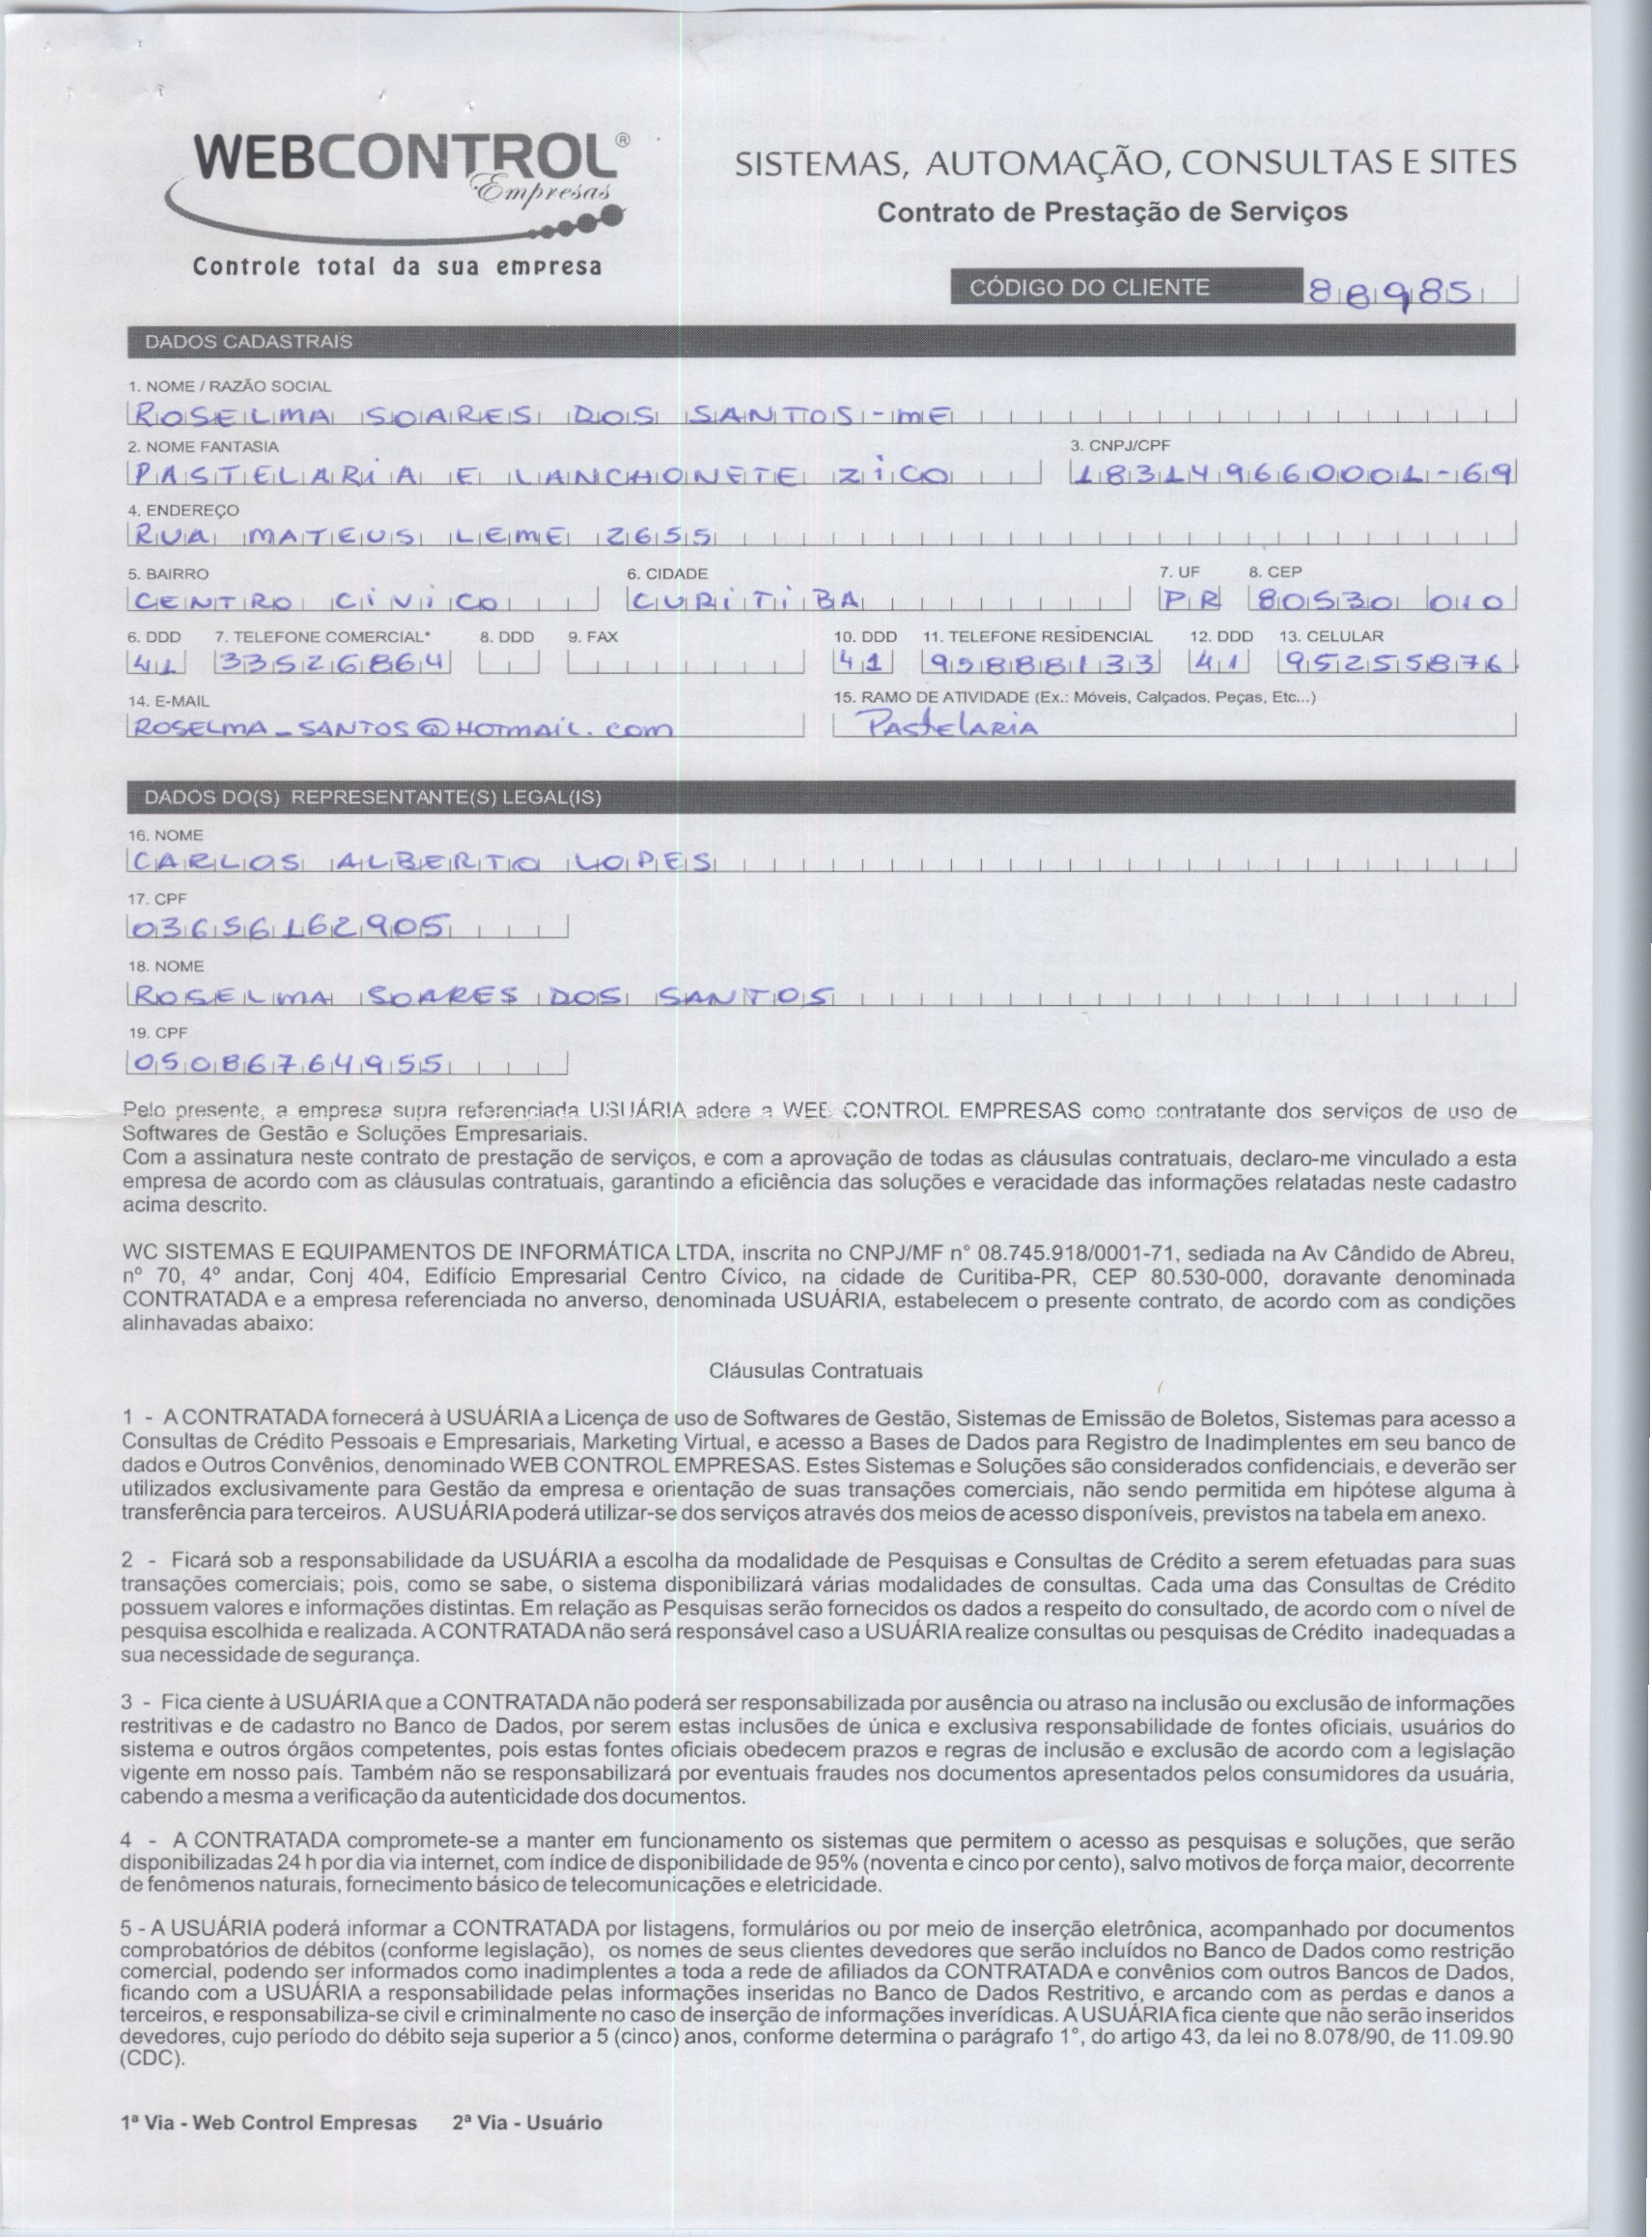 WEBCONTROL®
Empresas
Controle total da sua empresa
SISTEMAS, AUTOMAÇÃO, CONSULTAS E SITES
Contrato de Prestação de Serviços
CÓDIGO DO CLIENTE 88985
DADOS CADASTRAIS
1. NOME / RAZÃO SOCIAL
ROSELMA SOARES DOS SANTOS-ME
2. NOME FANTASIA 3. CNPJ/CPF
PASTELARIA E LANCHONETE ZICO 183149660001-69
4. ENDEREÇO
RUA MATEUS LEME 2655
5. BAIRRO 6. CIDADE 7. UF 8. CEP
CENTRO CIVICO CURITIBA PR 80530 010
6. DDD 7. TELEFONE COMERCIAL* 8. DDD 9. FAX 10. DDD 11. TELEFONE RESIDENCIAL 12. DDD 13. CELULAR
41 33526864 41 95888133 41 95255876
14. E-MAIL 15. RAMO DE ATIVIDADE (Ex.: Móveis, Calçados, Peças, Etc...)
ROSELMA_SANTOS@HOTMAIL.COM PASTELARIA
DADOS DO(S) REPRESENTANTE(S) LEGAL(IS)
16. NOME
CARLOS ALBERTO LOPES
17. CPF
03656162905
18. NOME
ROSELMA SOARES DOS SANTOS
19. CPF
05086764955
Pelo presente, a empresa supra referenciada USUÁRIA adere a WEB CONTROL EMPRESAS como contratante dos serviços de uso de
Softwares de Gestão e Soluções Empresariais.
Com a assinatura neste contrato de prestação de serviços, e com a aprovação de todas as cláusulas contratuais, declaro-me vinculado a esta
empresa de acordo com as cláusulas contratuais, garantindo a eficiência das soluções e veracidade das informações relatadas neste cadastro
acima descrito.
WC SISTEMAS E EQUIPAMENTOS DE INFORMÁTICA LTDA, inscrita no CNPJ/MF n° 08.745.918/0001-71, sediada na Av Cândido de Abreu,
nº 70, 4º andar, Conj 404, Edifício Empresarial Centro Cívico, na cidade de Curitiba-PR, CEP 80.530-000, doravante denominada
CONTRATADA e a empresa referenciada no anverso, denominada USUÁRIA, estabelecem o presente contrato, de acordo com as condições
alinhavadas abaixo:
Cláusulas Contratuais
1 - A CONTRATADA fornecerá à USUÁRIA a Licença de uso de Softwares de Gestão, Sistemas de Emissão de Boletos, Sistemas para acesso a
Consultas de Crédito Pessoais e Empresariais, Marketing Virtual, e acesso a Bases de Dados para Registro de Inadimplentes em seu banco de
dados e Outros Convênios, denominado WEB CONTROL EMPRESAS. Estes Sistemas e Soluções são considerados confidenciais, e deverão ser
utilizados exclusivamente para Gestão da empresa e orientação de suas transações comerciais, não sendo permitida em hipótese alguma à
transferência para terceiros. A USUÁRIA poderá utilizar-se dos serviços através dos meios de acesso disponíveis, previstos na tabela em anexo.
2 - Ficará sob a responsabilidade da USUÁRIA a escolha da modalidade de Pesquisas e Consultas de Crédito a serem efetuadas para suas
transações comerciais; pois, como se sabe, o sistema disponibilizará várias modalidades de consultas. Cada uma das Consultas de Crédito
possuem valores e informações distintas. Em relação as Pesquisas serão fornecidos os dados a respeito do consultado, de acordo com o nível de
pesquisa escolhida e realizada. A CONTRATADA não será responsável caso a USUÁRIA realize consultas ou pesquisas de Crédito inadequadas a
sua necessidade de segurança.
3 - Fica ciente à USUÁRIA que a CONTRATADA não poderá ser responsabilizada por ausência ou atraso na inclusão ou exclusão de informações
restritivas e de cadastro no Banco de Dados, por serem estas inclusões de única e exclusiva responsabilidade de fontes oficiais, usuários do
sistema e outros órgãos competentes, pois estas fontes oficiais obedecem prazos e regras de inclusão e exclusão de acordo com a legislação
vigente em nosso país. Também não se responsabilizará por eventuais fraudes nos documentos apresentados pelos consumidores da usuária,
cabendo a mesma a verificação da autenticidade dos documentos.
4 - A CONTRATADA compromete-se a manter em funcionamento os sistemas que permitem o acesso as pesquisas e soluções, que serão
disponibilizadas 24 h por dia via internet, com índice de disponibilidade de 95% (noventa e cinco por cento), salvo motivos de força maior, decorrente
de fenômenos naturais, fornecimento básico de telecomunicações e eletricidade.
5 - A USUÁRIA poderá informar a CONTRATADA por listagens, formulários ou por meio de inserção eletrônica, acompanhado por documentos
comprobatórios de débitos (conforme legislação), os nomes de seus clientes devedores que serão incluídos no Banco de Dados como restrição
comercial, podendo ser informados como inadimplentes a toda a rede de afiliados da CONTRATADA e convênios com outros Bancos de Dados,
ficando com a USUÁRIA a responsabilidade pelas informações inseridas no Banco de Dados Restritivo, e arcando com as perdas e danos a
terceiros, e responsabiliza-se civil e criminalmente no caso de inserção de informações inverídicas. A USUÁRIA fica ciente que não serão inseridos
devedores, cujo período do débito seja superior a 5 (cinco) anos, conforme determina o parágrafo 1°, do artigo 43, da lei no 8.078/90, de 11.09.90
(CDC).
1ª Via - Web Control Empresas 2ª Via - Usuário